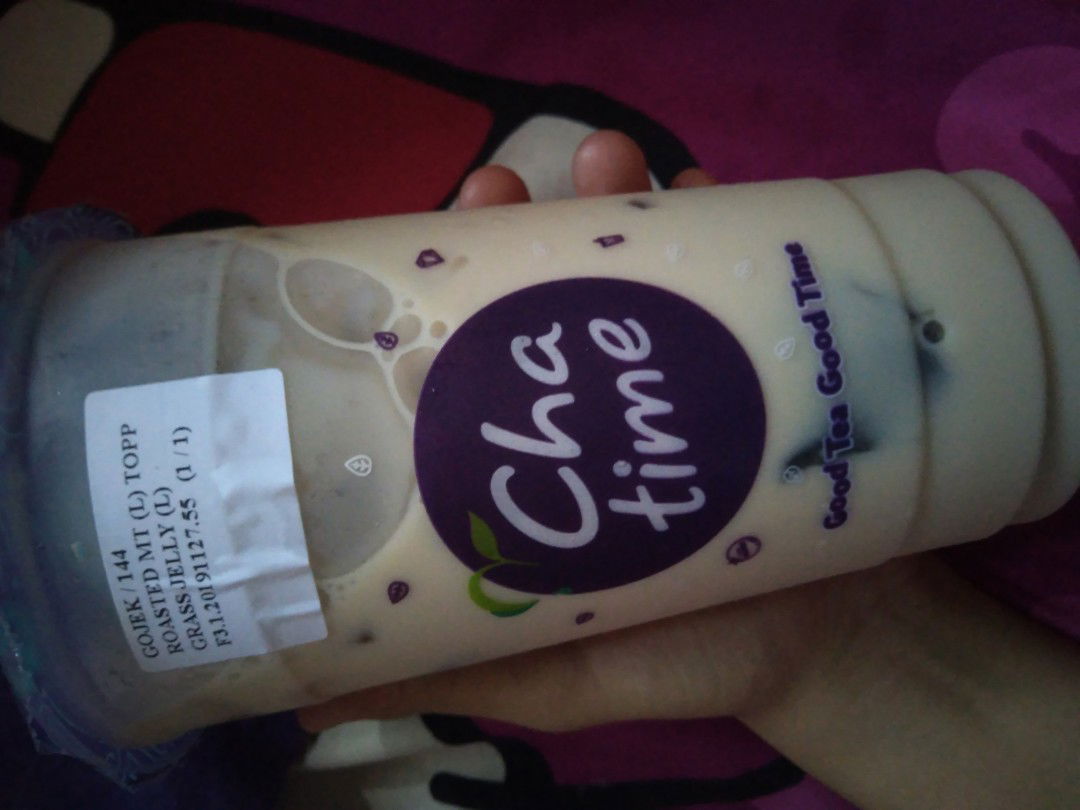 GOJEK / 144
ROASTED MT (L) TOPP
ROASTED JELLY (L)
GRASS JELLY (1 / 1)
F3.1.20191127.55
Cha
time
Good Tea Good Time